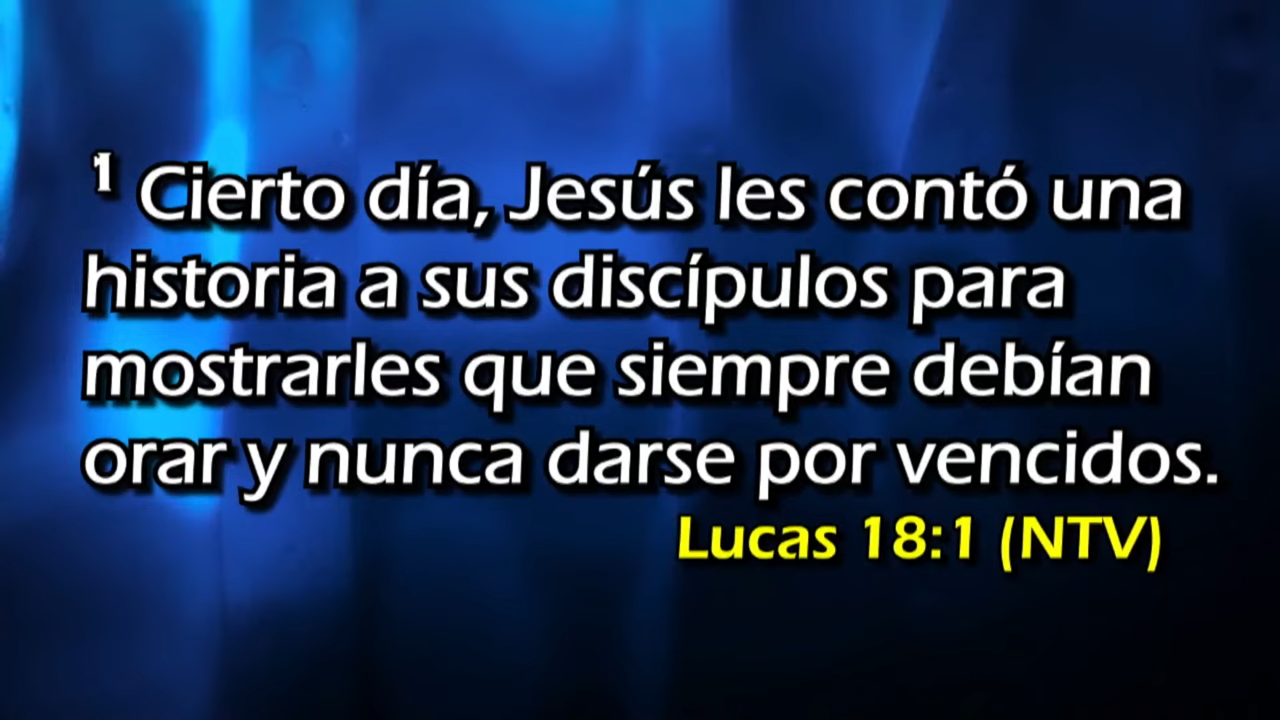 1 Cierto día, Jesús les contó una
historia a sus discípulos para
mostrarles que siempre debían
orar y nunca darse por vencidos.
Lucas 18:1 (NTV)